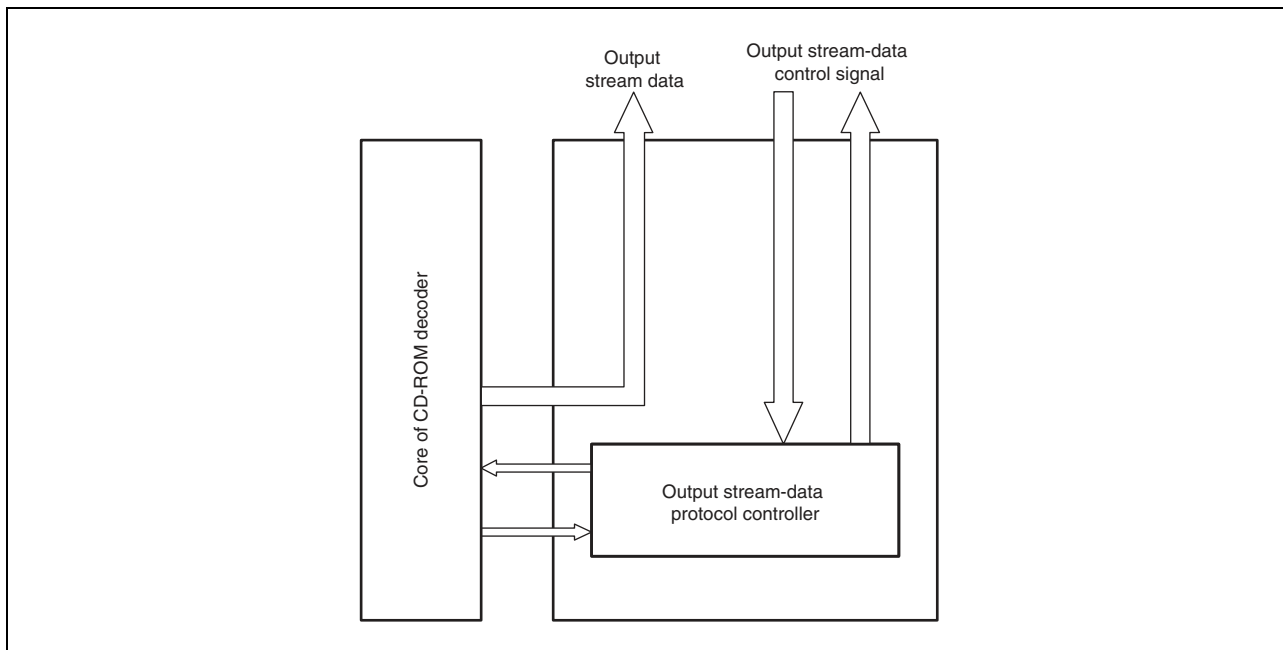 Output
stream data
Output stream-data
control signal
Core of CD-ROM decoder
Output stream-data
protocol controller